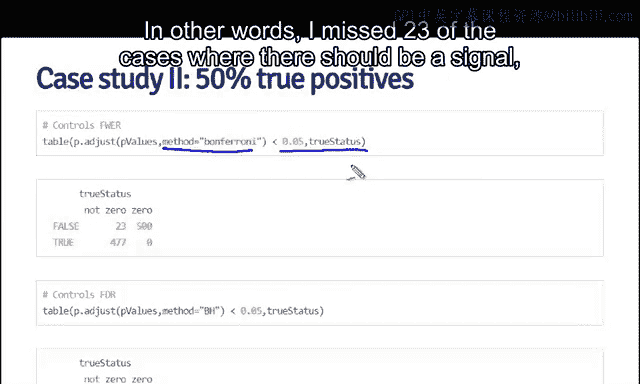 In other words, I missed 23 of the
cases where there should be a signal,
Case study II: 50% true positives
# Controls FWER
table(p.adjust(pValues,method="bonferroni") < 0.05,trueStatus)
trueStatus
not zero zero
FALSE 23 500
TRUE 477 0
# Controls FDR
table(p.adjust(pValues,method="BH") < 0.05,trueStatus)
trueStatus
not zero zero